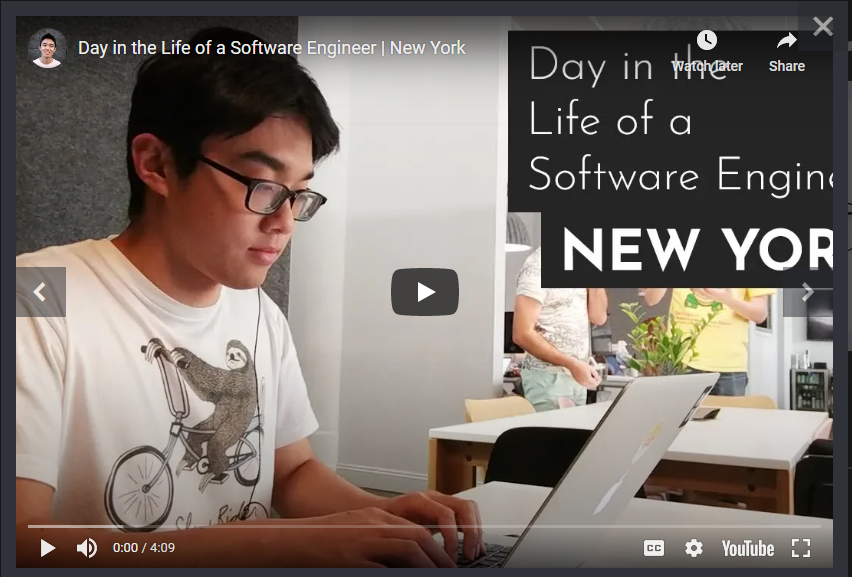 Day in the Life of a Software Engineer | New York
Watch later
Share
Day in the
Life of a
Software Engine
NEW YOR
0:00 / 4:09
CC
YouTube